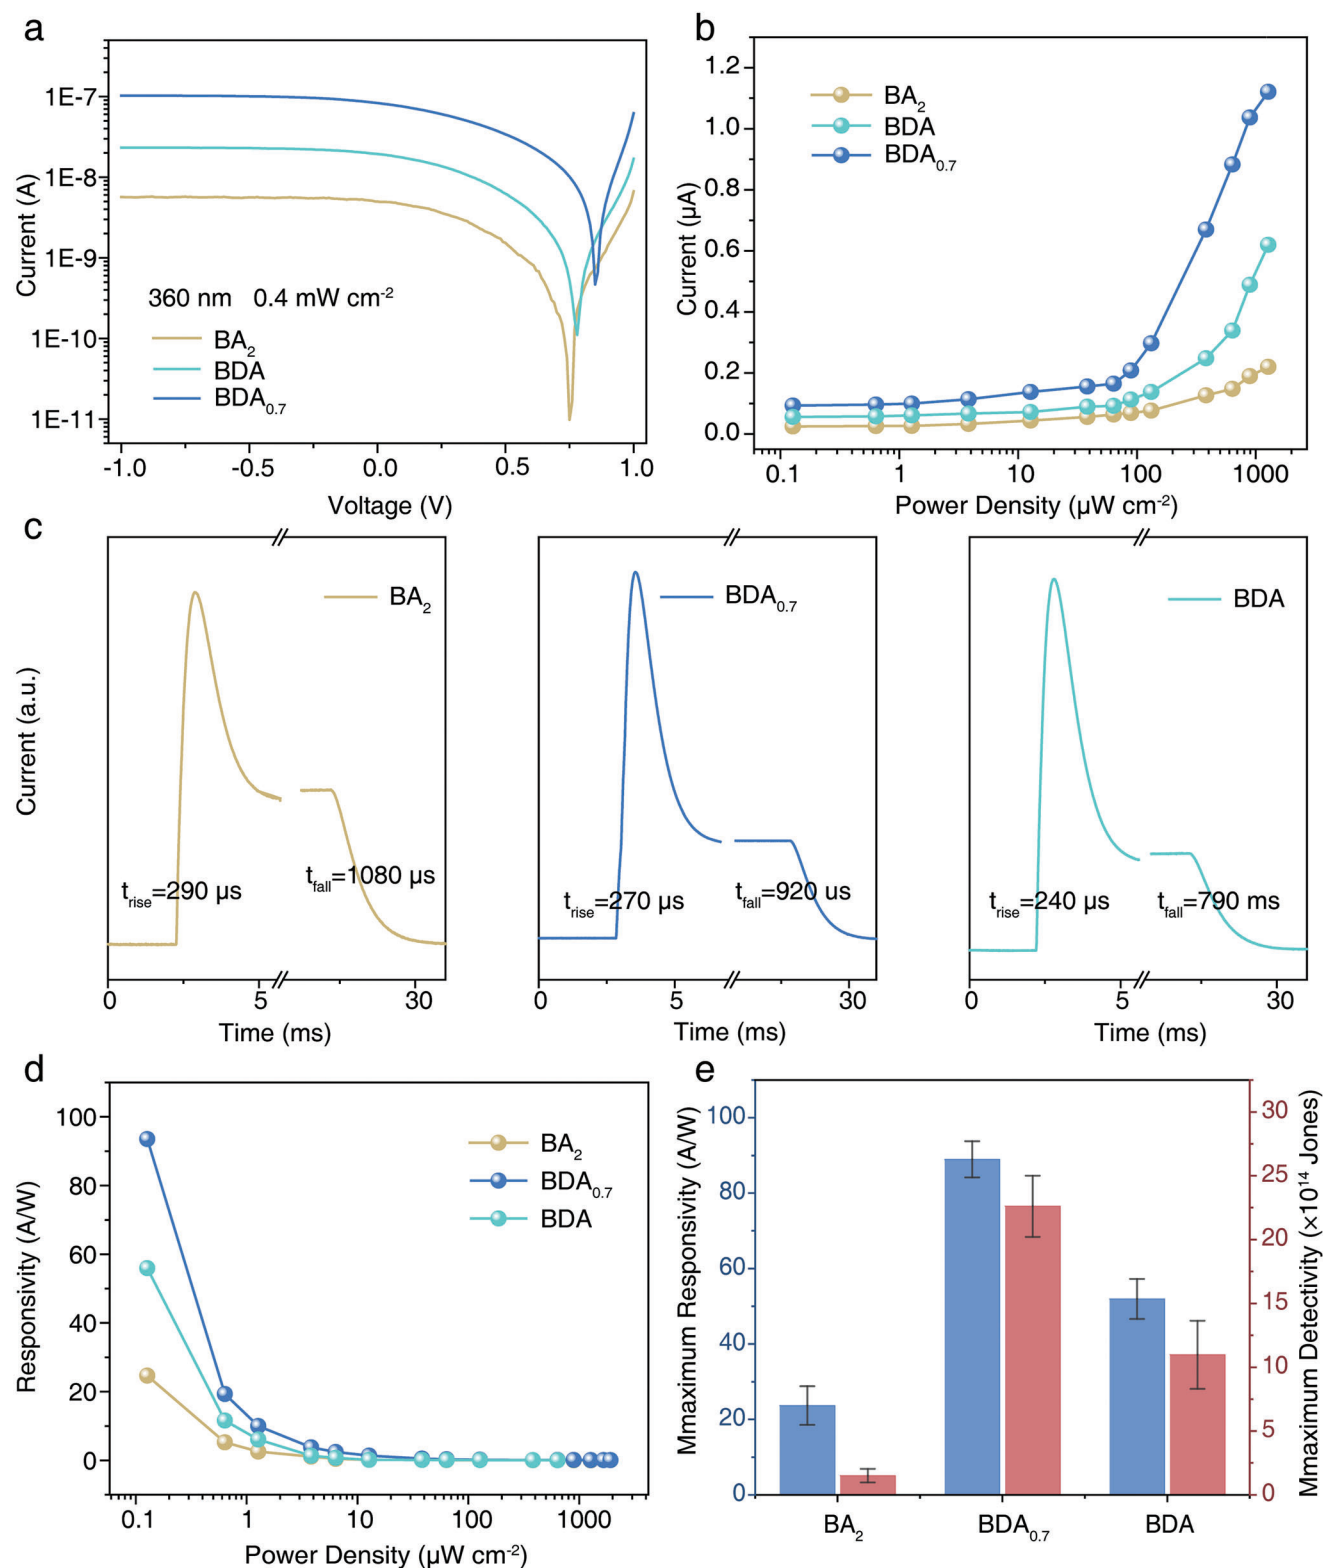 a
1E-7
1E-8
1E-9
1E-10
1E-11
Current (A)
360 nm 0.4 mW cm⁻²
BA₂
BDA
BDA₀.₇
-1.0 -0.5 0.0 0.5 1.0
Voltage (V)
b
1.2
1.0
0.8
0.6
0.4
0.2
0.0
Current (μA)
BA₂
BDA
BDA₀.₇
0.1 1 10 100 1000
Power Density (μW cm⁻²)
c
Current (a.u.)
BA₂
t_rise=290 μs
t_fall=1080 μs
0 5 30
Time (ms)
BDA₀.₇
t_rise=270 μs
t_fall=920 us
0 5 30
Time (ms)
BDA
t_rise=240 μs
t_fall=790 ms
0 5 30
Time (ms)
d
100
80
60
40
20
0
Responsivity (A/W)
BA₂
BDA₀.₇
BDA
0.1 1 10 100 1000
Power Density (μW cm⁻²)
e
100
80
60
40
20
0
Mmaximum Responsivity (A/W)
30
25
20
15
10
5
0
Mmaximum Detectivity (×10¹⁴ Jones)
BA₂ BDA₀.₇ BDA